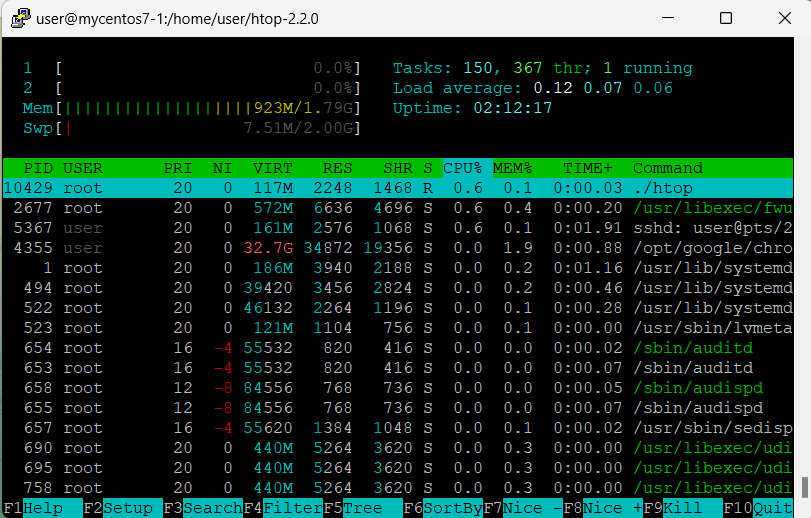 user@mycentos7-1:/home/user/htop-2.2.0
1 [ 0.0%] Tasks: 150, 367 thr; 1 running
2 [ 0.0%] Load average: 0.12 0.07 0.06
Mem[||||||||||||||||||||923M/1.79G] Uptime: 02:12:17
Swp[| 7.51M/2.00G]
PID USER PRI NI VIRT RES SHR S CPU% MEM% TIME+ Command
10429 root 20 0 117M 2248 1468 R 0.6 0.1 0:00.03 ./htop
2677 root 20 0 572M 6636 4696 S 0.6 0.4 0:00.20 /usr/libexec/fwu
5367 user 20 0 161M 2576 1068 S 0.6 0.1 0:01.91 sshd: user@pts/2
4355 user 20 0 32.7G 34872 19356 S 0.0 1.9 0:00.88 /opt/google/chro
1 root 20 0 186M 3940 2188 S 0.0 0.2 0:01.16 /usr/lib/systemd
494 root 20 0 39420 3456 2824 S 0.0 0.2 0:00.46 /usr/lib/systemd
522 root 20 0 46132 2264 1196 S 0.0 0.1 0:00.28 /usr/lib/systemd
523 root 20 0 121M 1104 756 S 0.0 0.1 0:00.00 /usr/sbin/lvmeta
654 root 16 -4 55532 820 416 S 0.0 0.0 0:00.02 /sbin/auditd
653 root 16 -4 55532 820 416 S 0.0 0.0 0:00.07 /sbin/auditd
658 root 12 -8 84556 768 736 S 0.0 0.0 0:00.05 /sbin/audispd
655 root 12 -8 84556 768 736 S 0.0 0.0 0:00.07 /sbin/audispd
657 root 16 -4 55620 1384 1048 S 0.0 0.1 0:00.02 /usr/sbin/sedisp
690 root 20 0 440M 5264 3620 S 0.0 0.3 0:00.00 /usr/libexec/udi
695 root 20 0 440M 5264 3620 S 0.0 0.3 0:00.00 /usr/libexec/udi
758 root 20 0 440M 5264 3620 S 0.0 0.3 0:00.00 /usr/libexec/udi
F1Help F2Setup F3SearchF4FilterF5Tree F6SortByF7Nice -F8Nice +F9Kill F10Quit